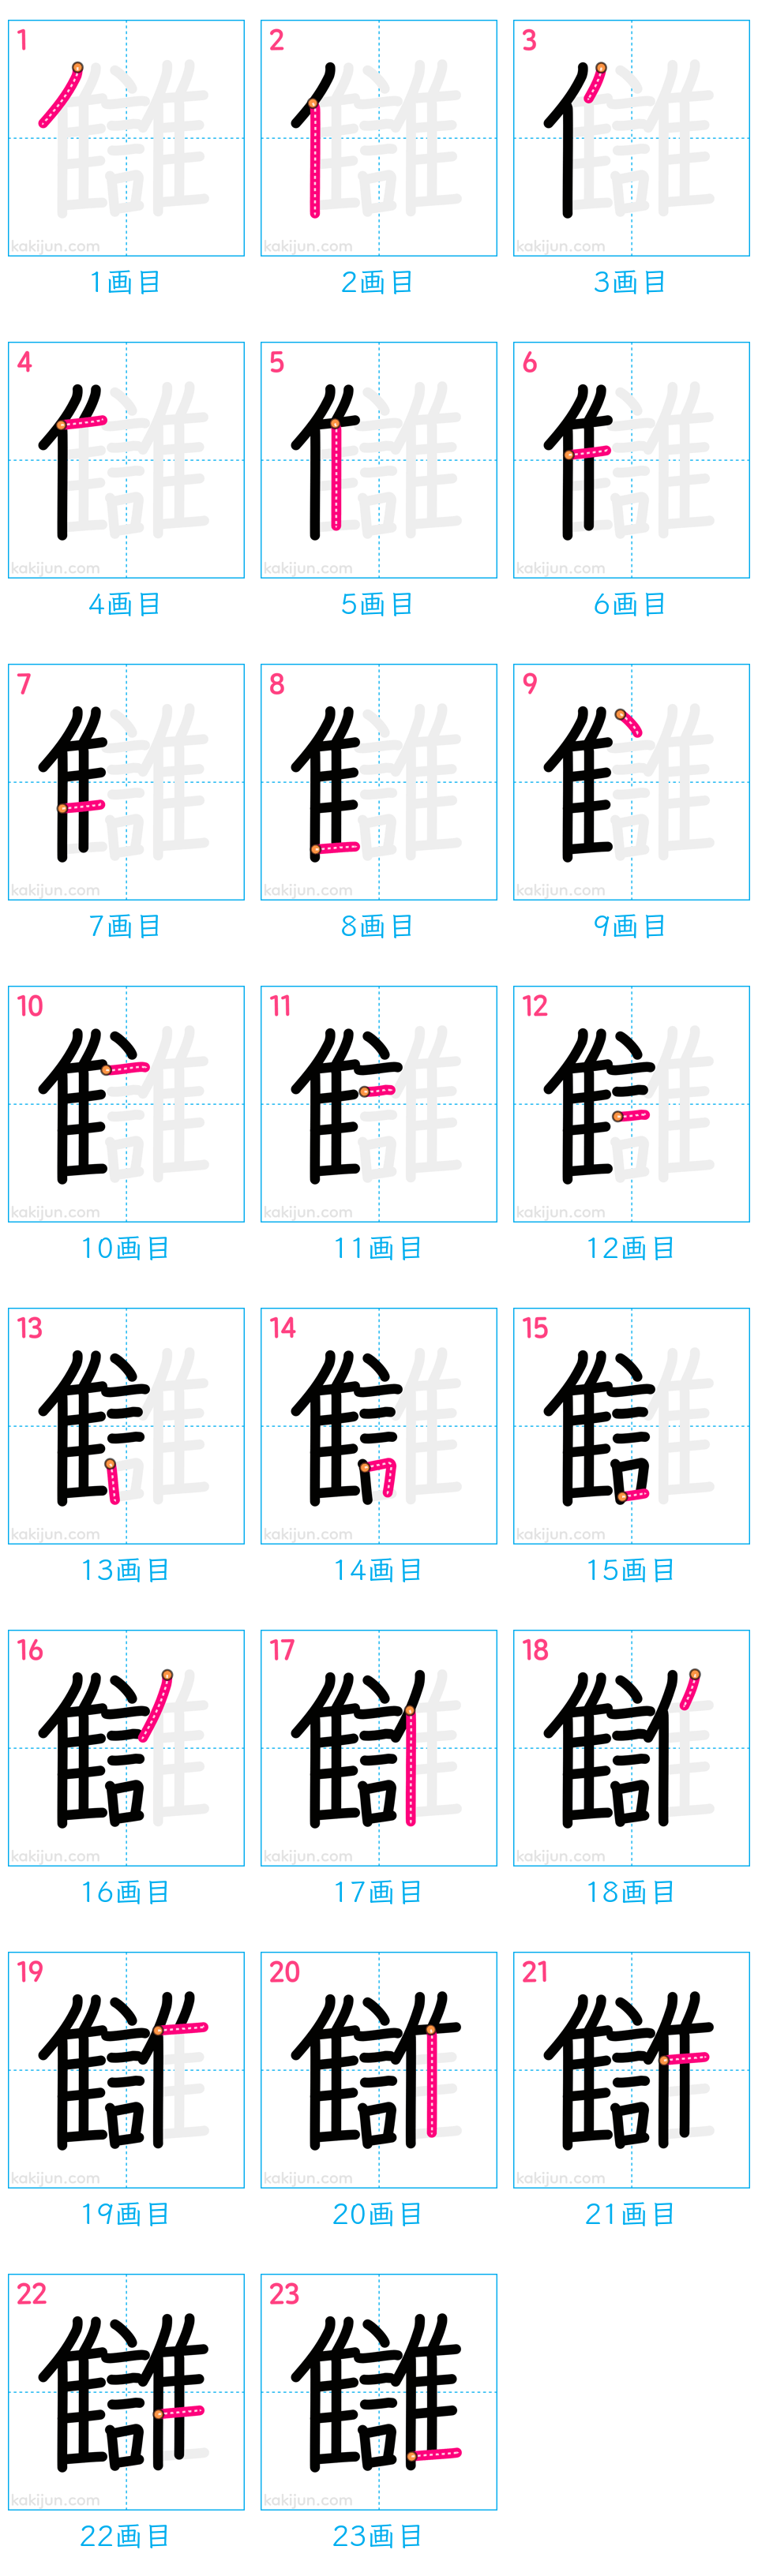 1 2 3
kakijun.com kakijun.com kakijun.com
1画目 2画目 3画目
4 5 6
kakijun.com kakijun.com kakijun.com
4画目 5画目 6画目
7 8 9
kakijun.com kakijun.com kakijun.com
7画目 8画目 9画目
10 11 12
kakijun.com kakijun.com kakijun.com
10画目 11画目 12画目
13 14 15
kakijun.com kakijun.com kakijun.com
13画目 14画目 15画目
16 17 18
kakijun.com kakijun.com kakijun.com
16画目 17画目 18画目
19 20 21
kakijun.com kakijun.com kakijun.com
19画目 20画目 21画目
22 23
讎 讎
kakijun.com kakijun.com
22画目 23画目